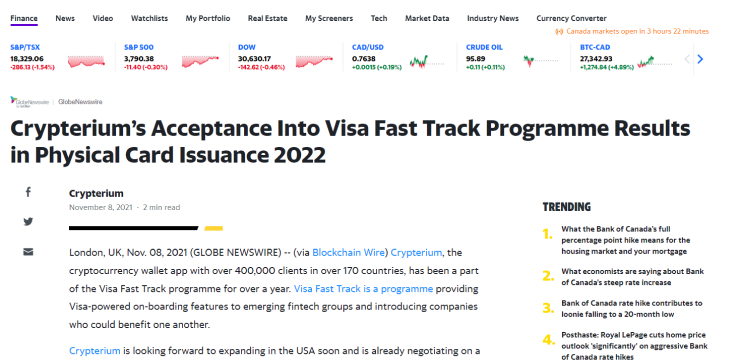 Finance News Video Watchlists My Portfolio Real Estate My Screeners Tech Market Data Industry News Currency Converter
Canada markets open in 3 hours 22 minutes
S&P/TSX S&P 500 DOW CAD/USD CRUDE OIL BTC-CAD
18,329.06 3,790.38 30,630.17 0.7638 95.89 27,342.93
-286.13 (-1.54%) -11.40 (-0.30%) -142.62 (-0.46%) +0.0015 (+0.19%) +0.11 (+0.11%) +1,274.84 (+4.89%)
GlobeNewswire GlobeNewswire
Crypterium's Acceptance Into Visa Fast Track Programme Results
in Physical Card Issuance 2022
Crypterium
November 8, 2021 · 2 min read
London, UK, Nov. 08, 2021 (GLOBE NEWSWIRE) -- (via Blockchain Wire) Crypterium, the
cryptocurrency wallet app with over 400,000 clients in over 170 countries, has been a part
of the Visa Fast Track programme for over a year. Visa Fast Track is a programme providing
Visa-powered on-boarding features to emerging fintech groups and introducing companies
who could benefit one another.
Crypterium is looking forward to expanding in the USA soon and is already negotiating on a
TRENDING
1. What the Bank of Canada's full
percentage point hike means for the
housing market and your mortgage
2. What economists are saying about Bank
of Canada's steep rate increase
3. Bank of Canada rate hike contributes to
loonie falling to a 20-month low
4. Posthaste: Royal LePage cuts home price
outlook 'significantly' on aggressive Bank
of Canada rate hikes